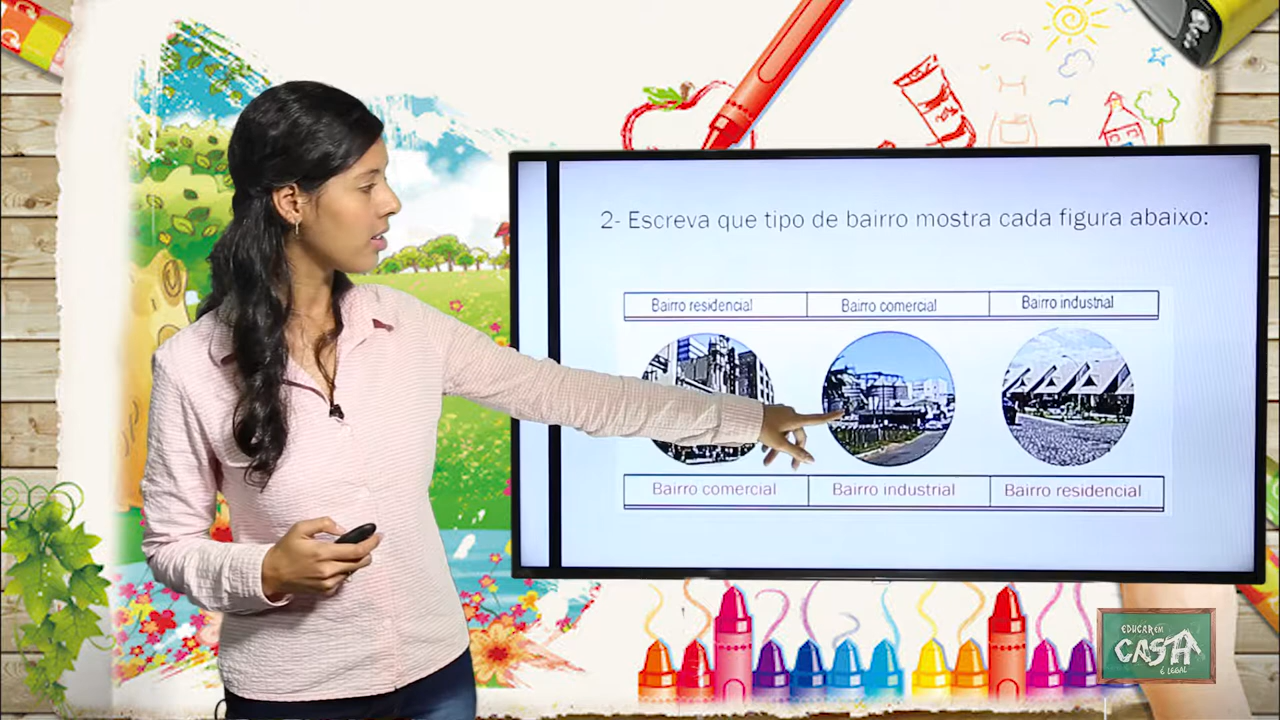 2- Escreva que tipo de bairro mostra cada figura abaixo:
Bairro residencial Bairro comercial Bairro industrial
Bairro comercial Bairro industrial Bairro residencial
EDUCAR EM
CASA
É LEGAL